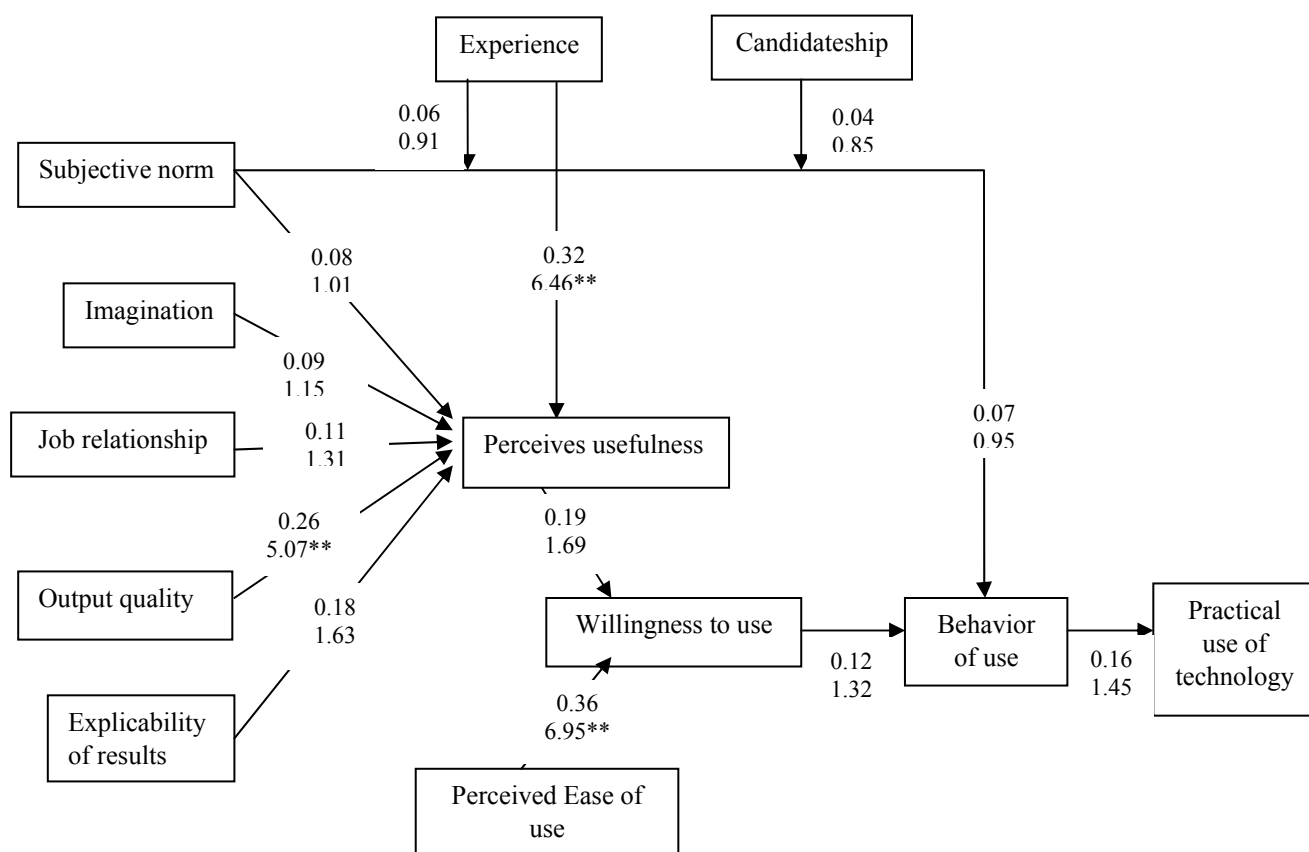 Experience
Candidateship
0.06
0.91
0.04
0.85
Subjective norm
0.08
1.01
0.32
6.46**
Imagination
0.09
1.15
Job relationship
0.11
1.31
Perceives usefulness
0.07
0.95
0.26
5.07**
0.19
1.69
Output quality
0.18
1.63
Willingness to use
0.12
1.32
Behavior
of use
0.16
1.45
Practical
use of
technology
Explicability
of results
0.36
6.95**
Perceived Ease of
use